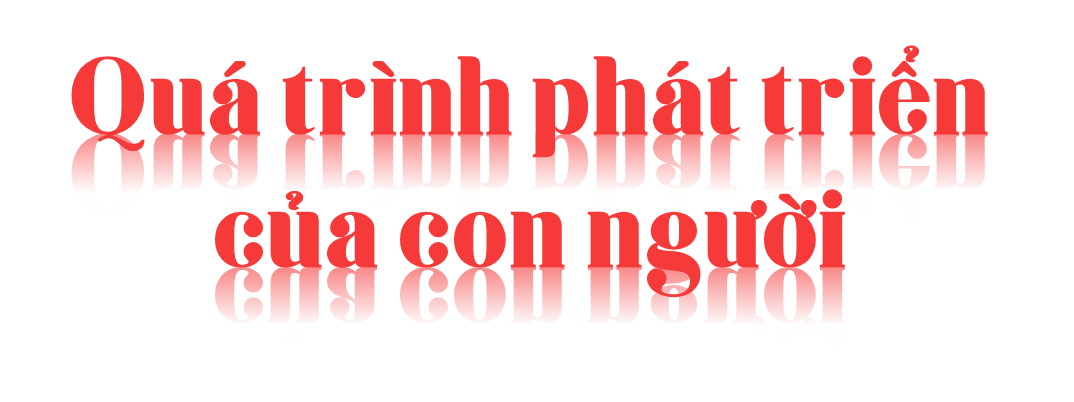 Quá trình phát triển
của con người